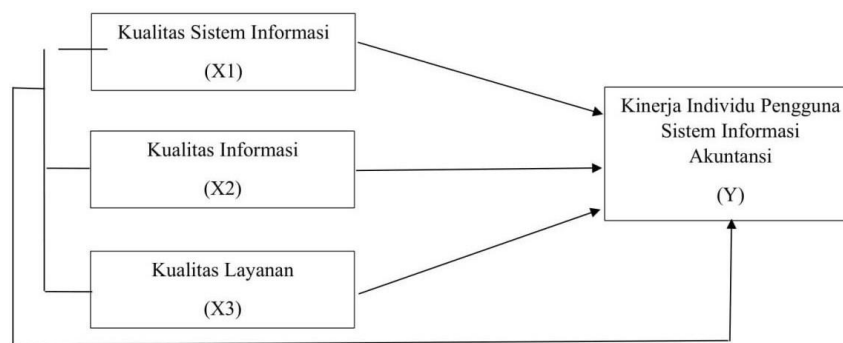 Kualitas Sistem Informasi
(X1)
Kualitas Informasi
(X2)
Kualitas Layanan
(X3)
Kinerja Individu Pengguna
Sistem Informasi
Akuntansi
(Y)